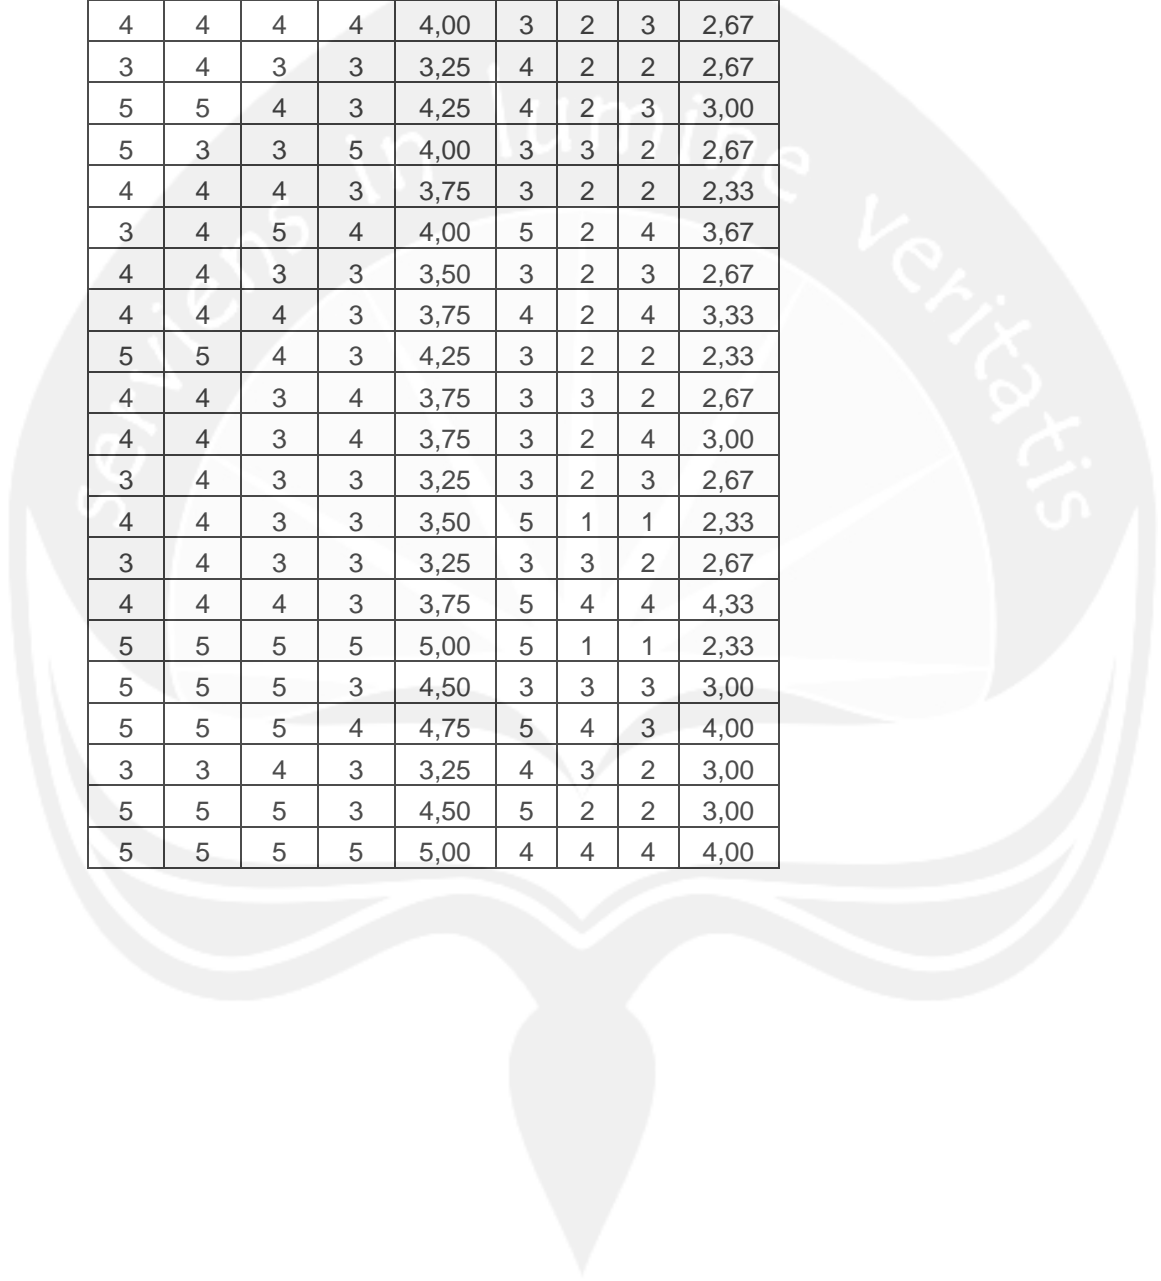 4 4 4 4 4,00 3 2 3 2,67
3 4 3 3 3,25 4 2 2 2,67
5 5 4 3 4,25 4 2 3 3,00
5 3 3 5 4,00 3 3 2 2,67
4 4 4 3 3,75 3 2 2 2,33
3 4 5 4 4,00 5 2 4 3,67
4 4 3 3 3,50 3 2 3 2,67
4 4 4 3 3,75 4 2 4 3,33
5 5 4 3 4,25 3 2 2 2,33
4 4 3 4 3,75 3 3 2 2,67
4 4 3 4 3,75 3 2 4 3,00
3 4 3 3 3,25 3 2 3 2,67
4 4 3 3 3,50 5 1 1 2,33
3 4 3 3 3,25 3 3 2 2,67
4 4 4 3 3,75 5 4 4 4,33
5 5 5 5 5,00 5 1 1 2,33
5 5 5 3 4,50 3 3 3 3,00
5 5 5 4 4,75 5 4 3 4,00
3 3 4 3 3,25 4 3 2 3,00
5 5 5 3 4,50 5 2 2 3,00
5 5 5 5 5,00 4 4 4 4,00
serviens in lumine veritatis